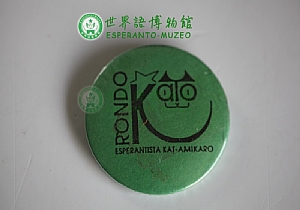 世界語博物館
ESPERANTO-MUZEO
RONDO
Kato
ESPERANTISTA KAT-AMIKARO